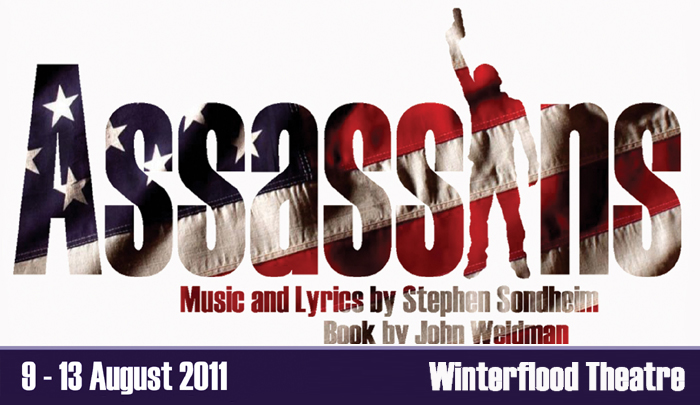 Assassins
Music and Lyrics by Stephen Sondheim
Book by John Weidman
9 - 13 August 2011 Winterflood Theatre